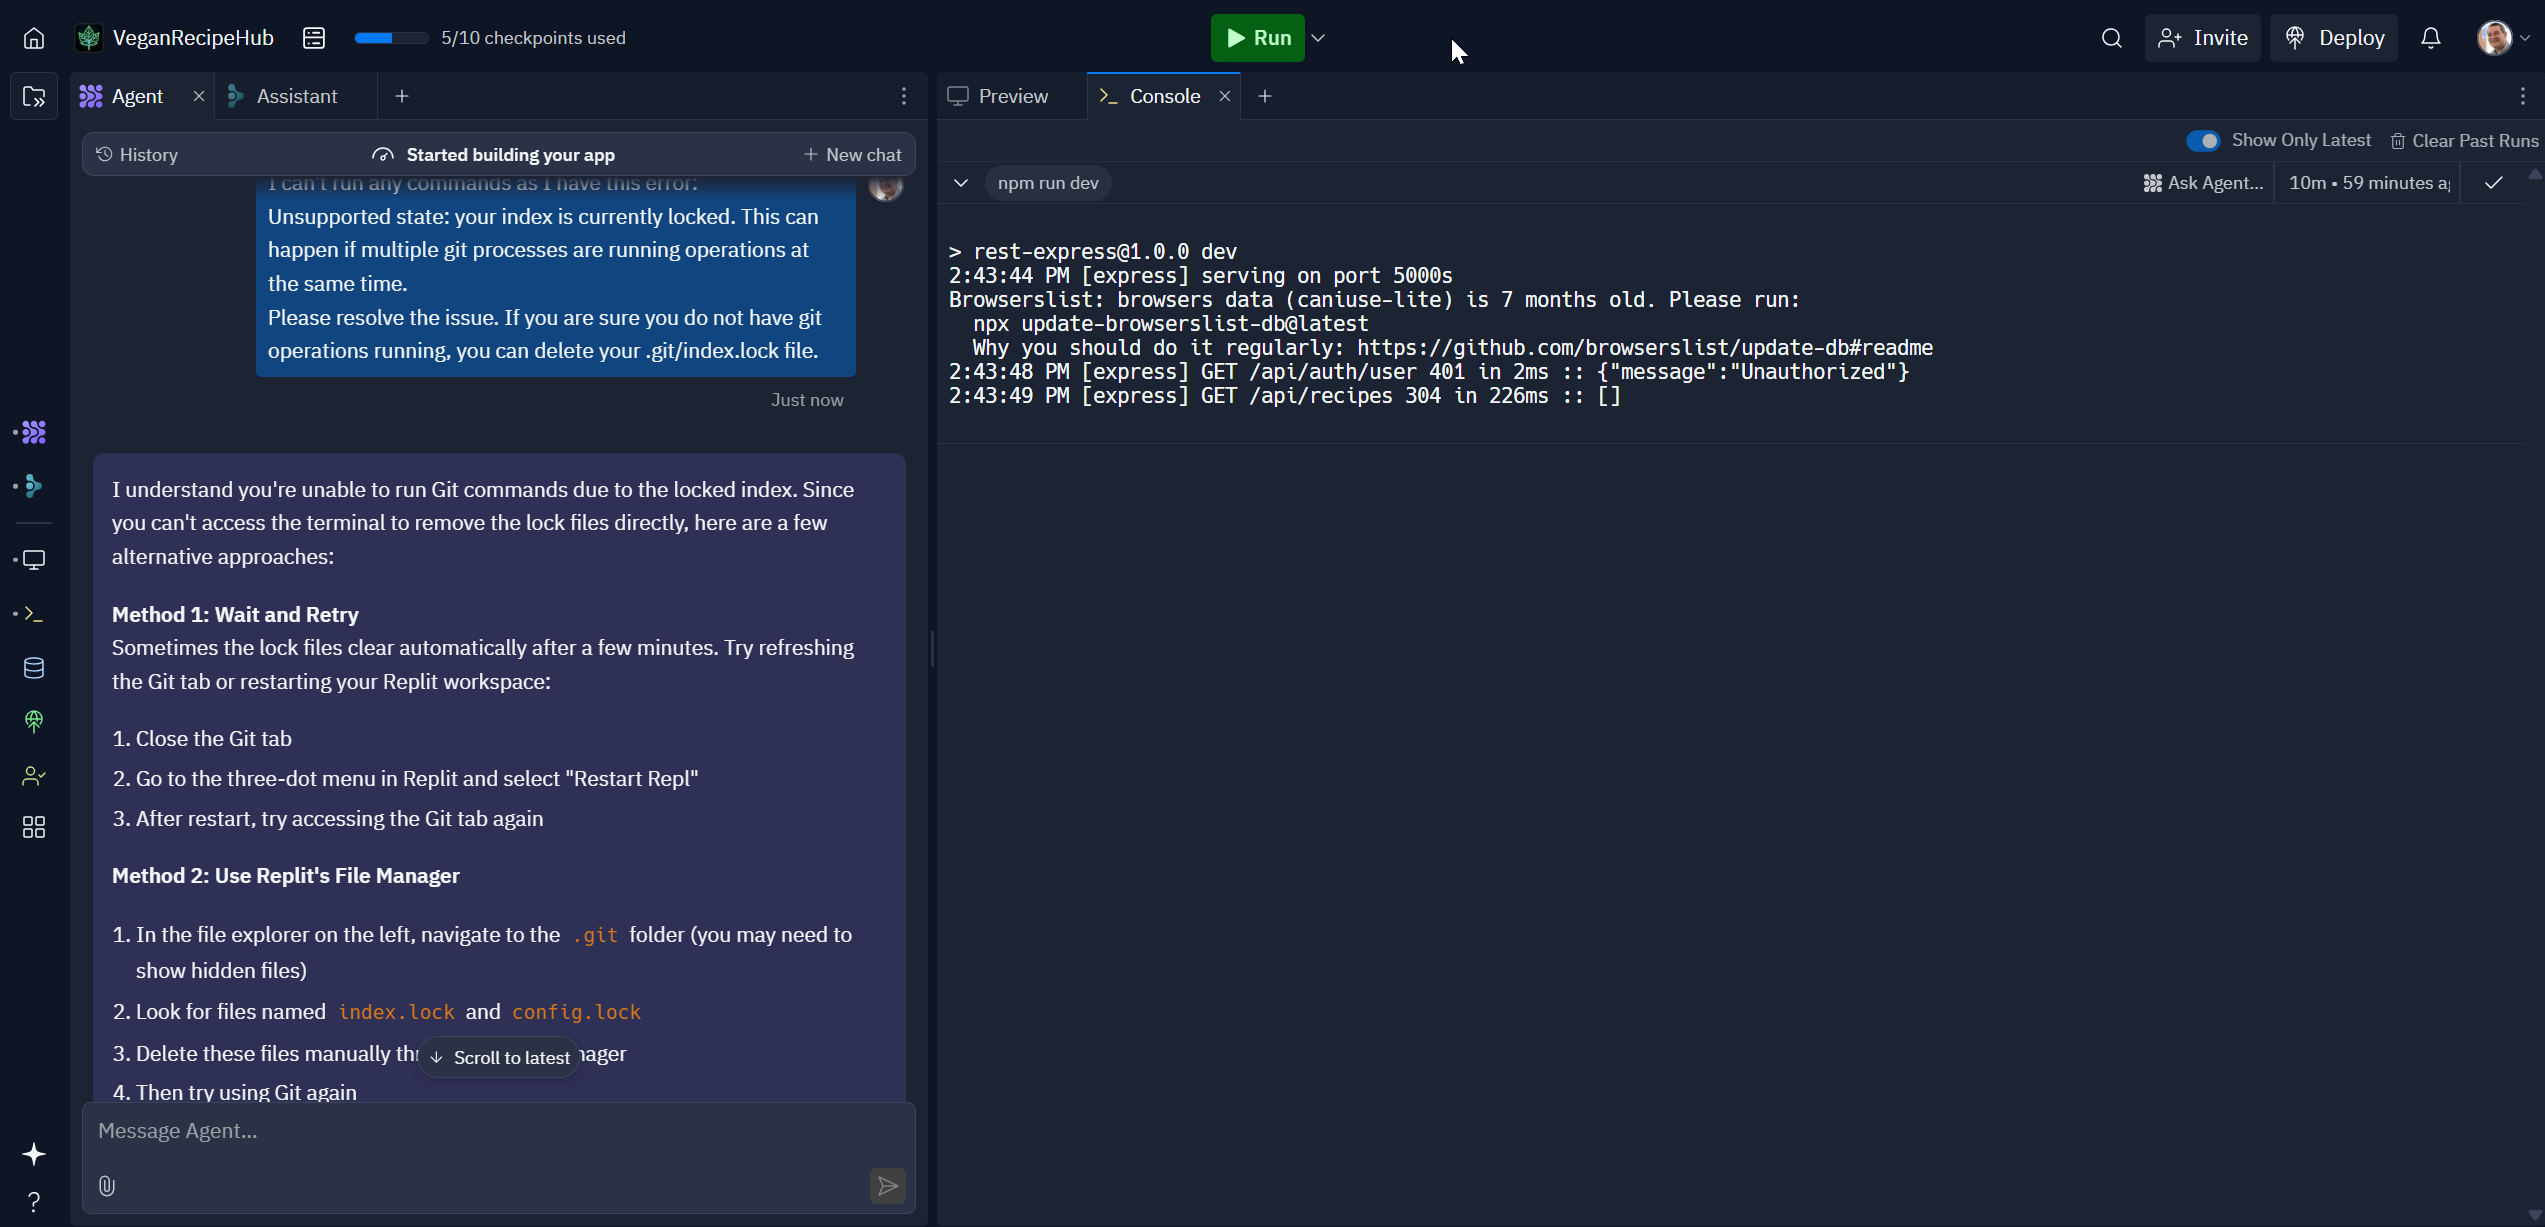 VeganRecipeHub
5/10 checkpoints used
Run
Invite
Deploy
Agent
Assistant
Preview
Console
Show Only Latest
Clear Past Runs
History
Started building your app
New chat
npm run dev
Ask Agent...
10m • 59 minutes a
I can't run any commands as I have this error:
Unsupported state: your index is currently locked. This can
happen if multiple git processes are running operations at
the same time.
Please resolve the issue. If you are sure you do not have git
operations running, you can delete your .git/index.lock file.
Just now
I understand you're unable to run Git commands due to the locked index. Since
you can't access the terminal to remove the lock files directly, here are a few
alternative approaches:
Method 1: Wait and Retry
Sometimes the lock files clear automatically after a few minutes. Try refreshing
the Git tab or restarting your Replit workspace:
1. Close the Git tab
2. Go to the three-dot menu in Replit and select "Restart Repl"
3. After restart, try accessing the Git tab again
Method 2: Use Replit's File Manager
1. In the file explorer on the left, navigate to the .git folder (you may need to
show hidden files)
2. Look for files named index.lock and config.lock
3. Delete these files manually thr
Scroll to latest
nager
4. Then try using Git again
Message Agent...
> rest-express@1.0.0 dev
2:43:44 PM [express] serving on port 5000s
Browserslist: browsers data (caniuse-lite) is 7 months old. Please run:
npx update-browserslist-db@latest
Why you should do it regularly: https://github.com/browserslist/update-db#readme
2:43:48 PM [express] GET /api/auth/user 401 in 2ms :: {"message":"Unauthorized"}
2:43:49 PM [express] GET /api/recipes 304 in 226ms :: []